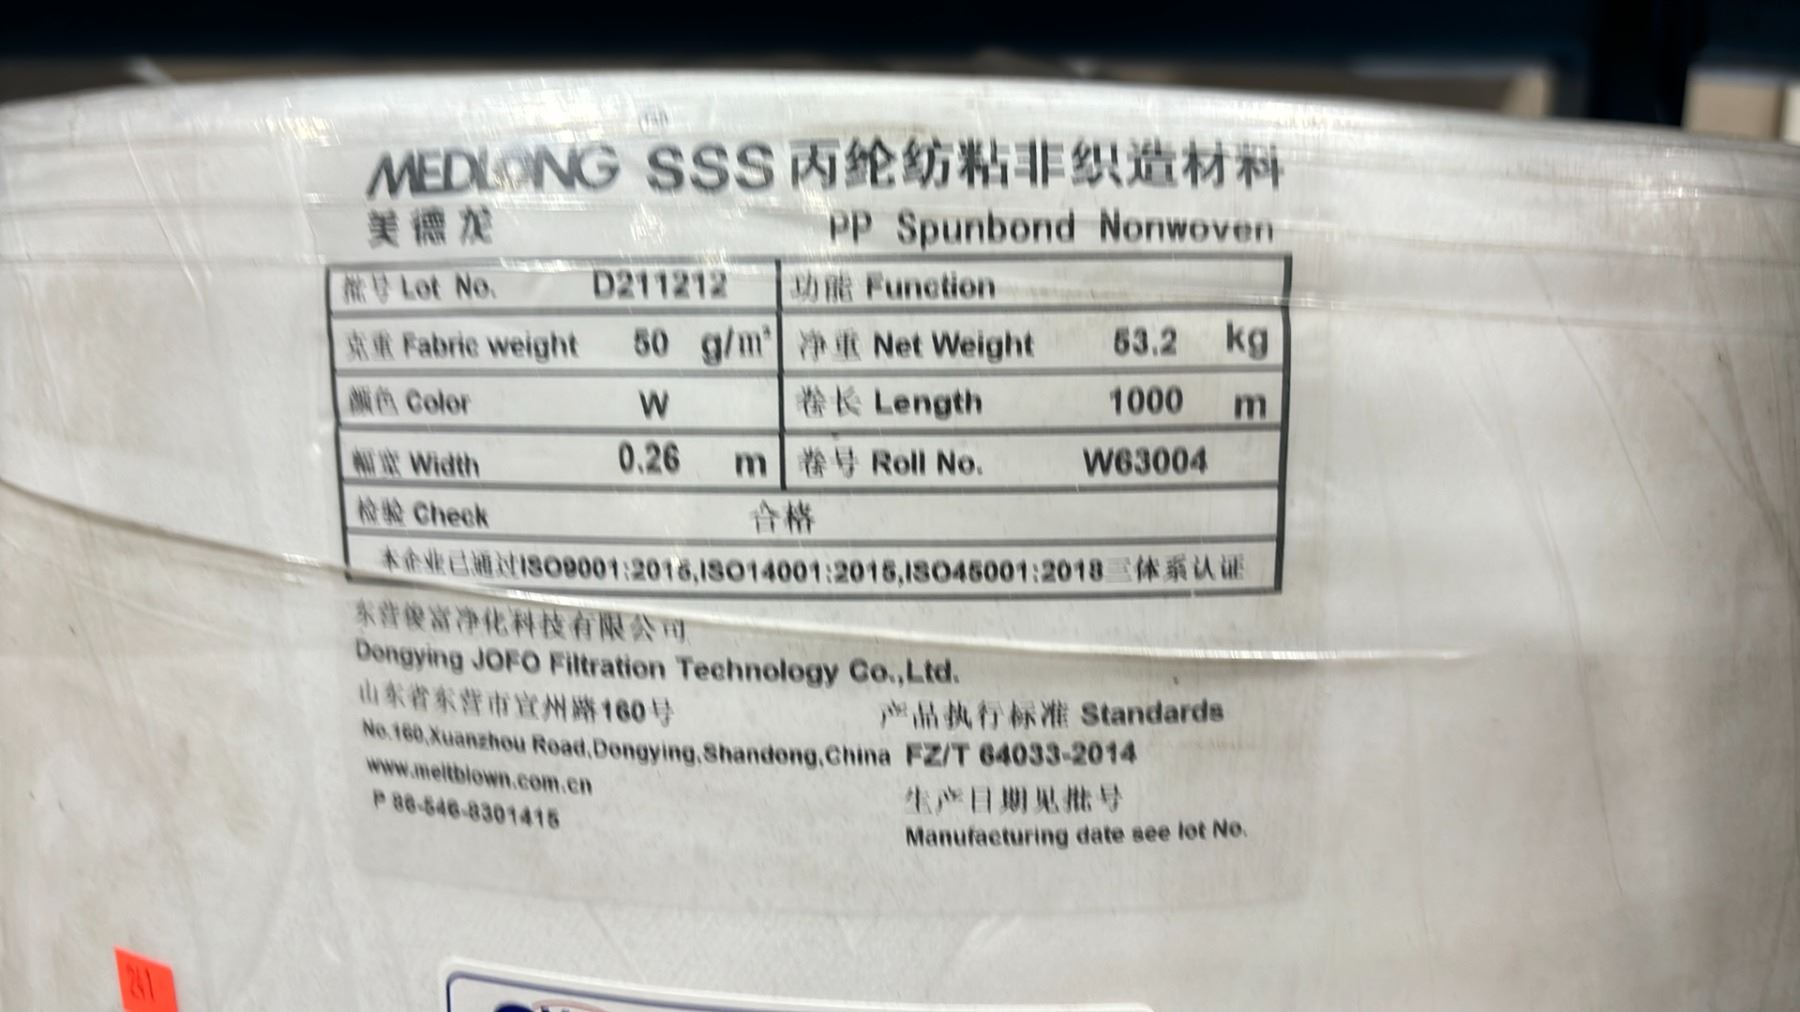 MEDLONG SSS 丙纶纺粘非织造材料
美德龙 PP Spunbond Nonwoven
批号 Lot No. D211212 功能 Function
克重 Fabric weight 50 g/m² 净重 Net Weight 53.2 kg
颜色 Color W 卷长 Length 1000 m
幅宽 Width 0.26 m 卷号 Roll No. W63004
检验 Check 合格
本企业已通过ISO9001:2015,ISO14001:2015,ISO45001:2018三体系认证
东营俊富净化科技有限公司
Dongying JOFO Filtration Technology Co.,Ltd.
山东省东营市宣州路160号 产品执行标准 Standards
No.160,Xuanzhou Road,Dongying,Shandong,China FZ/T 64033-2014
www.meltblown.com.cn 生产日期见批号
P 86-546-8301415 Manufacturing date see lot No.
241